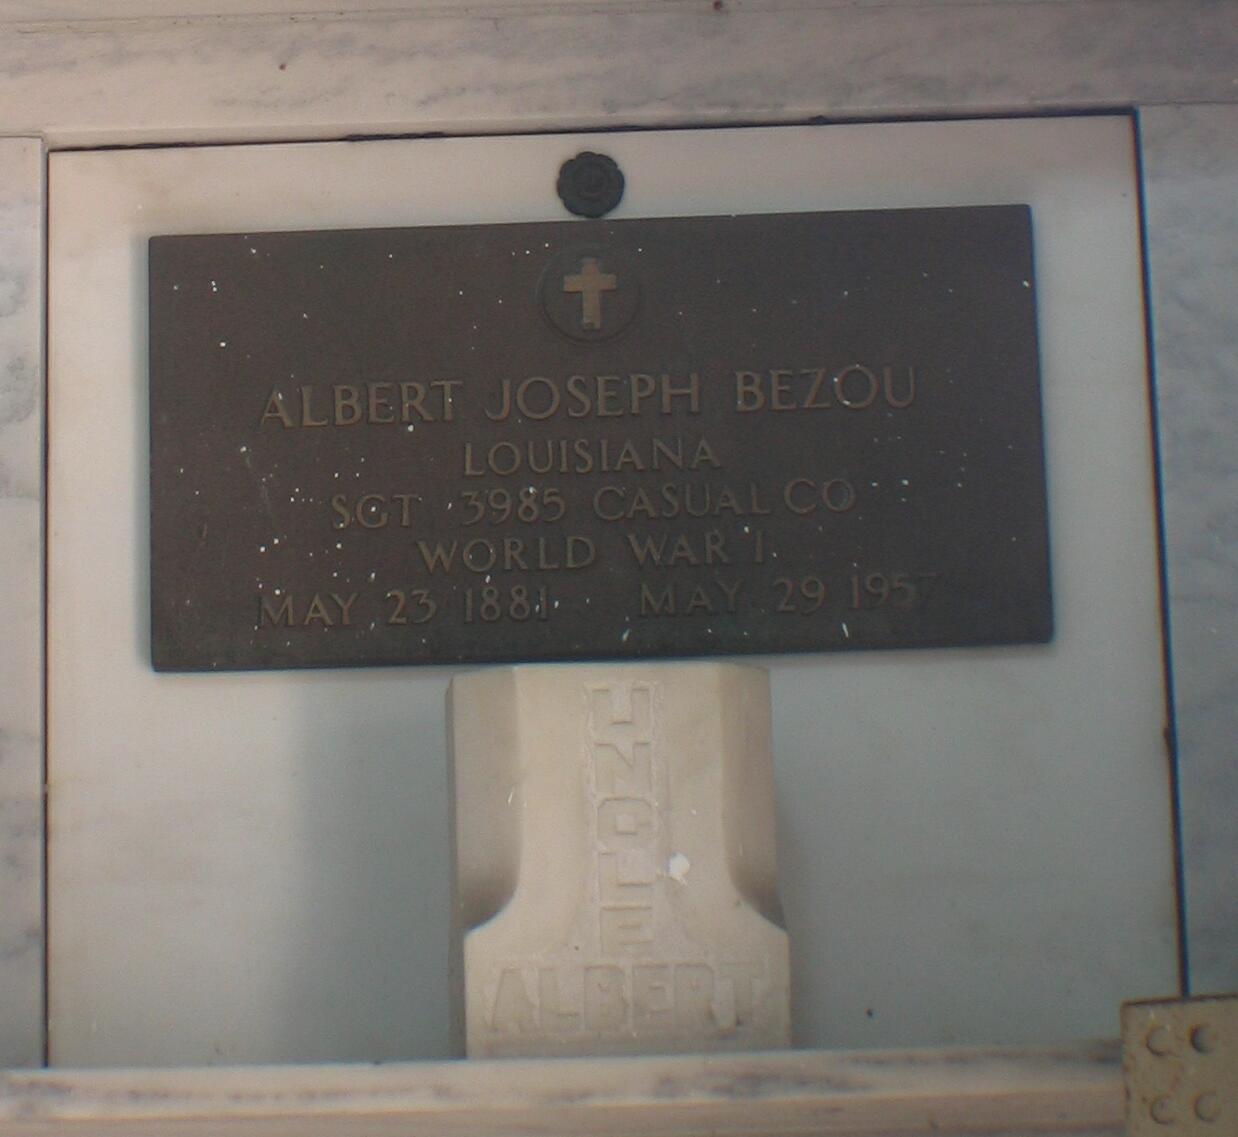 ALBERT JOSEPH BEZOU
LOUISIANA
SGT 3985 CASUAL CO
WORLD WAR I
MAY 23 1881 MAY 29 1957
UNCLE
ALBERT